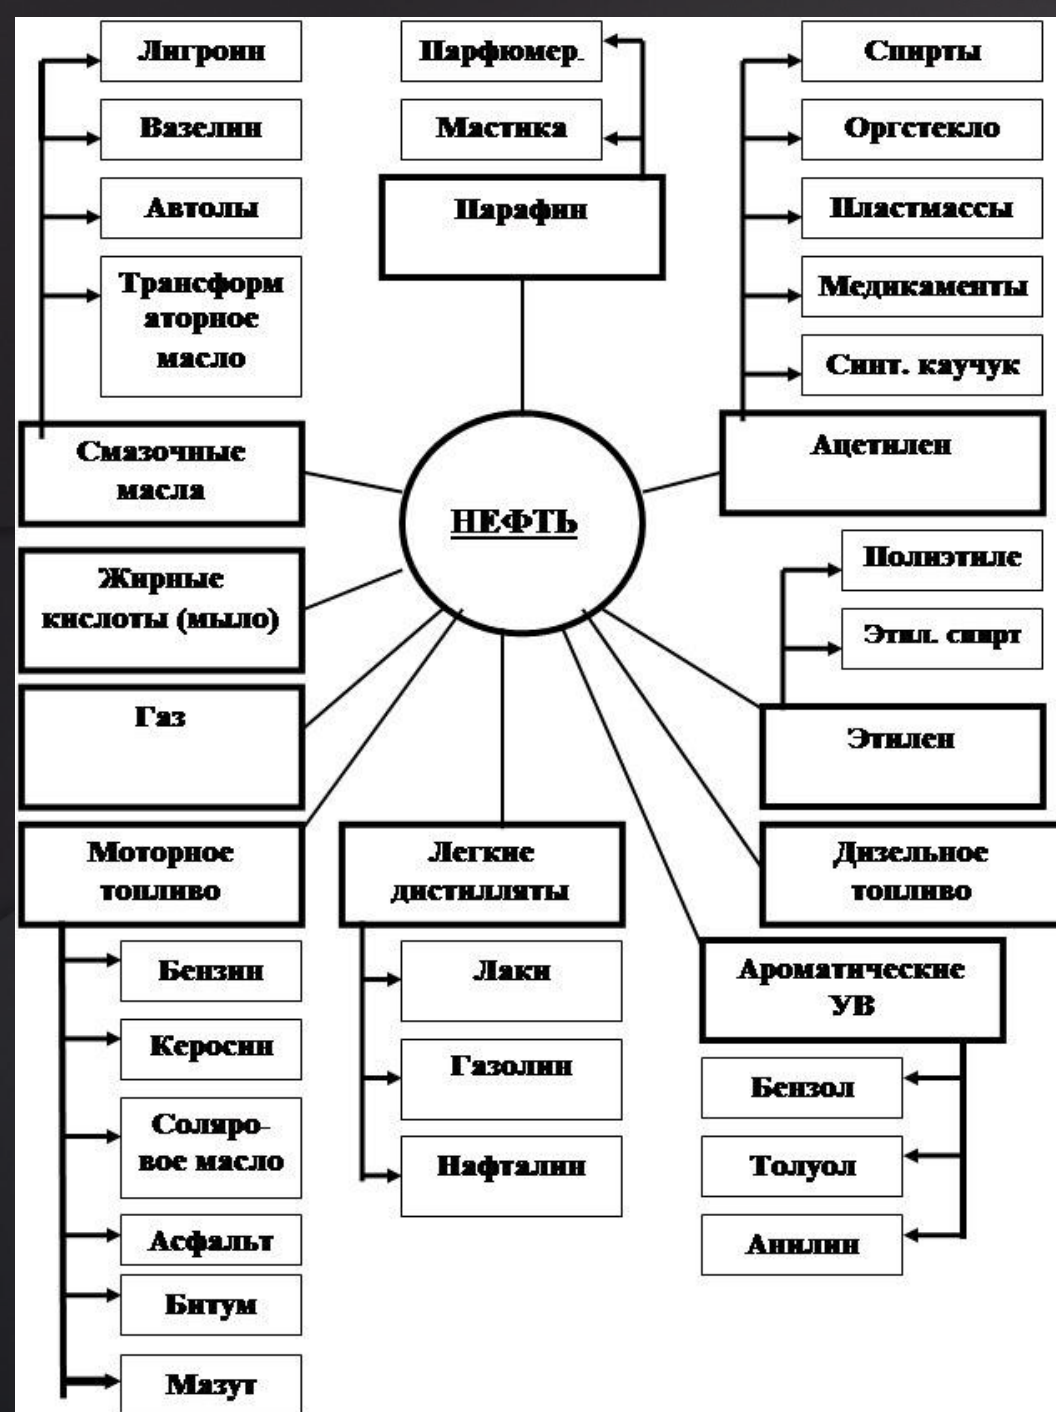 Лигроин
Вазелин
Автолы
Трансформ
аторное
масло
Смазочные
масла
Парфюмер.
Мастика
Парафин
Спирты
Оргстекло
Пластмассы
Медикаменты
Синт. каучук
Ацетилен
НЕФТЬ
Жирные
кислоты (мыло)
Газ
Полиэтиле
Этил. спирт
Этилен
Моторное
топливо
Бензин
Керосин
Соляро-
вое масло
Асфальт
Битум
Мазут
Легкие
дистилляты
Лаки
Газолин
Нафталин
Дизельное
топливо
Ароматические
УВ
Бензол
Толуол
Анилин